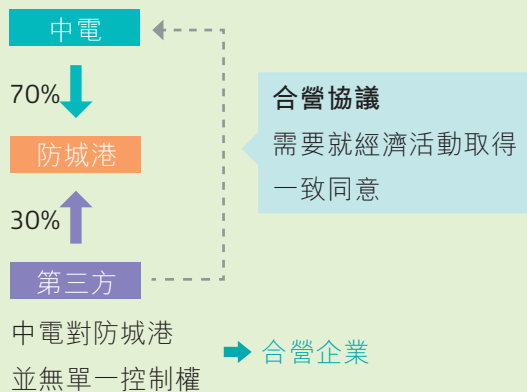 中電
70%
防城港
30%
第三方
合營協議
需要就經濟活動取得
一致同意
中電對防城港
並無單一控制權
合營企業